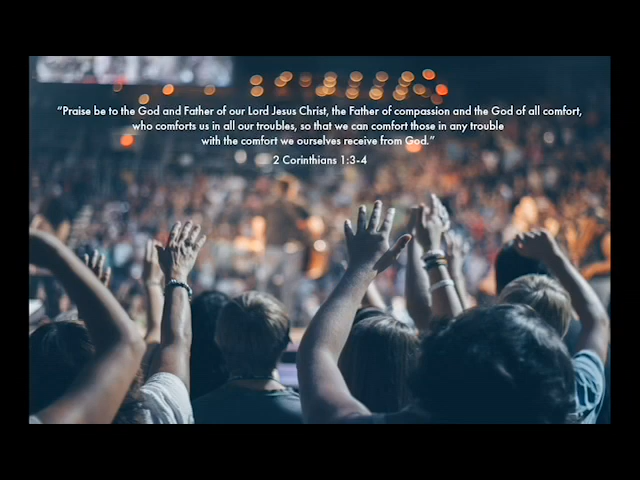 “Praise be to the God and Father of our Lord Jesus Christ, the Father of compassion and the God of all comfort,
who comforts us in all our troubles, so that we can comfort those in any trouble
with the comfort we ourselves receive from God.”
2 Corinthians 1:3-4